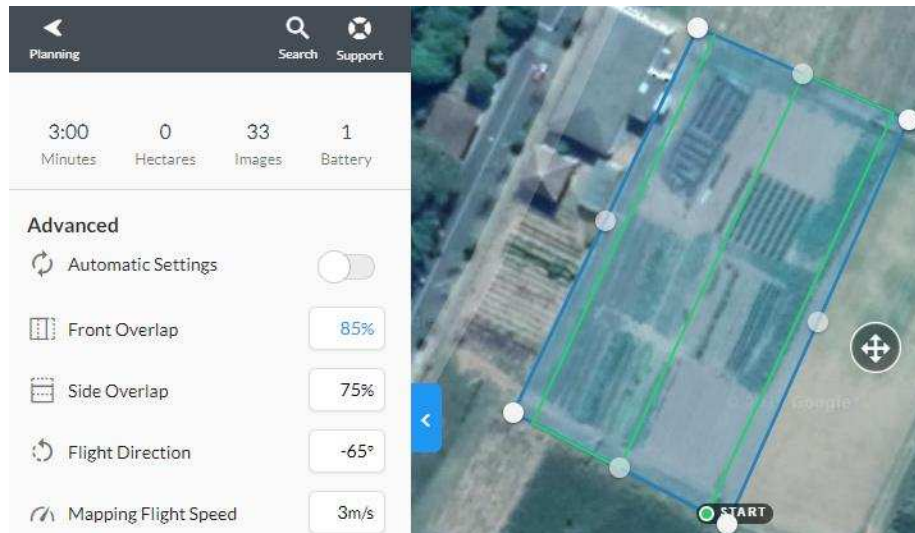 Planning
Search
Support
3:00
0
33
1
Minutes
Hectares
Images
Battery
Advanced
Automatic Settings
Front Overlap
85%
Side Overlap
75%
Flight Direction
-65°
Mapping Flight Speed
3m/s
Google
START